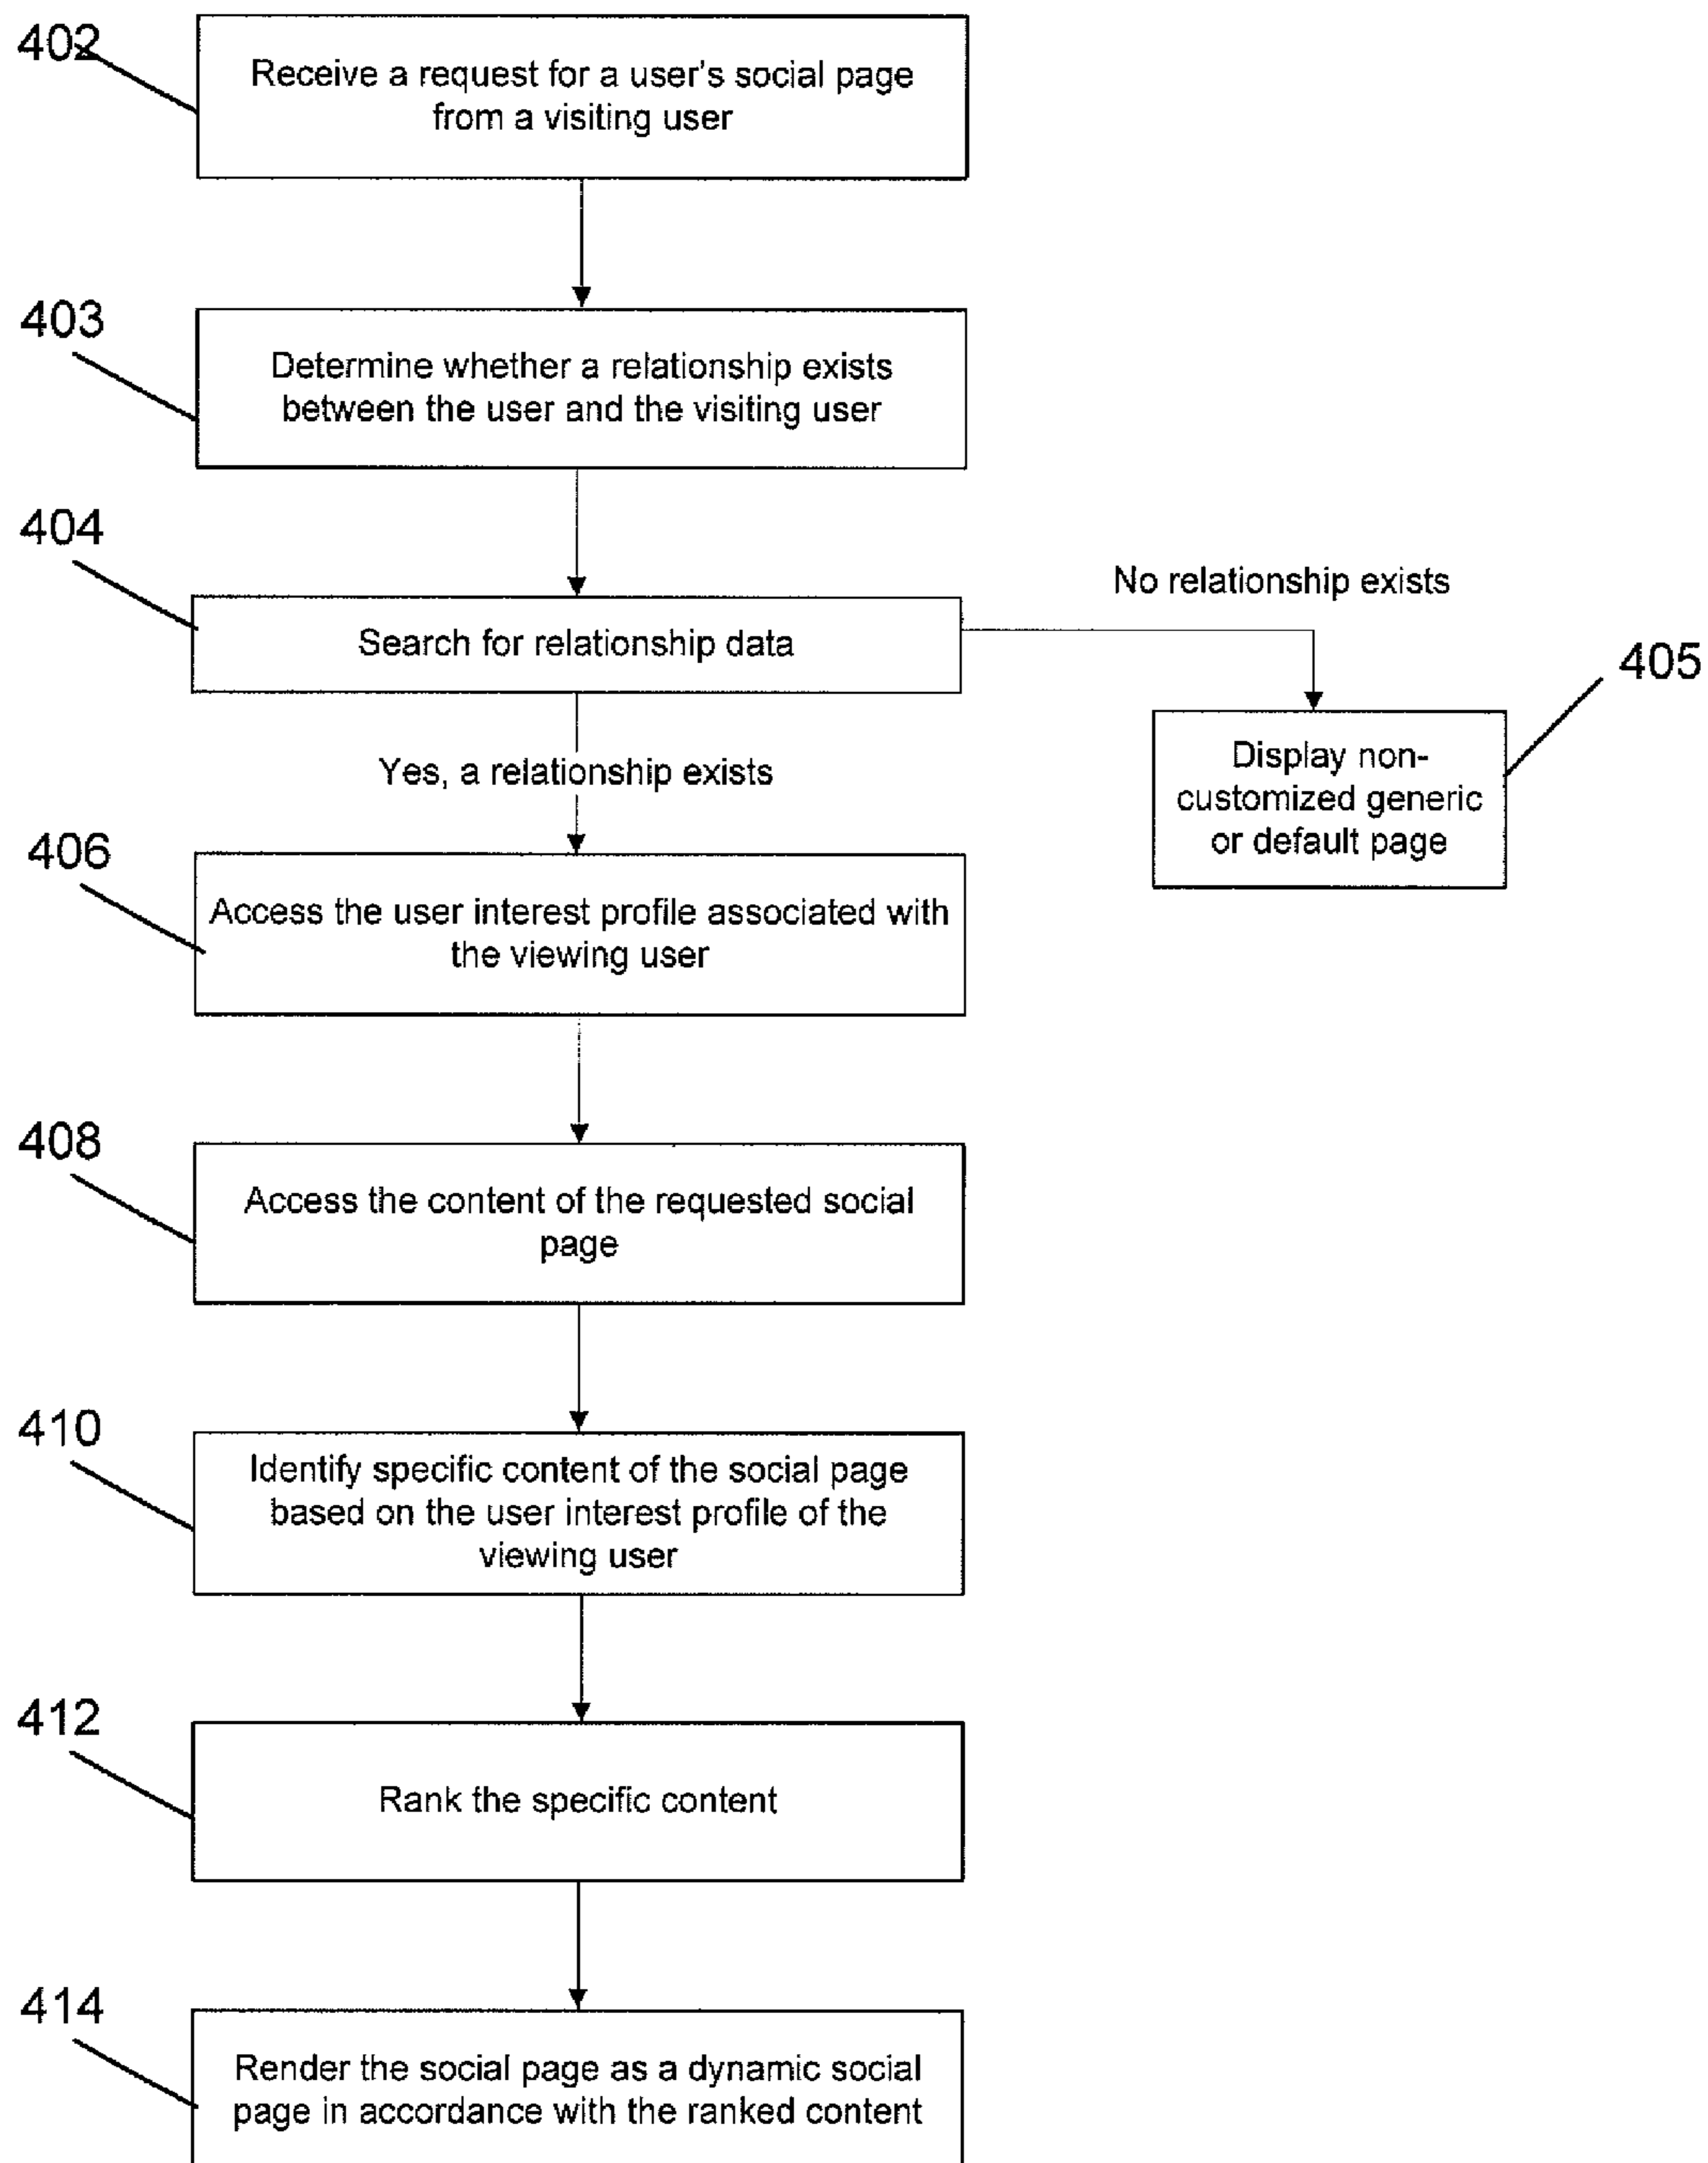 402
Receive a request for a user's social page
from a visiting user
403
Determine whether a relationship exists
between the user and the visiting user
404
Search for relationship data
No relationship exists
405
Display non-
customized generic
or default page
Yes, a relationship exists
406
Access the user interest profile associated with
the viewing user
408
Access the content of the requested social
page
410
Identify specific content of the social page
based on the user interest profile of the
viewing user
412
Rank the specific content
414
Render the social page as a dynamic social
page in accordance with the ranked content